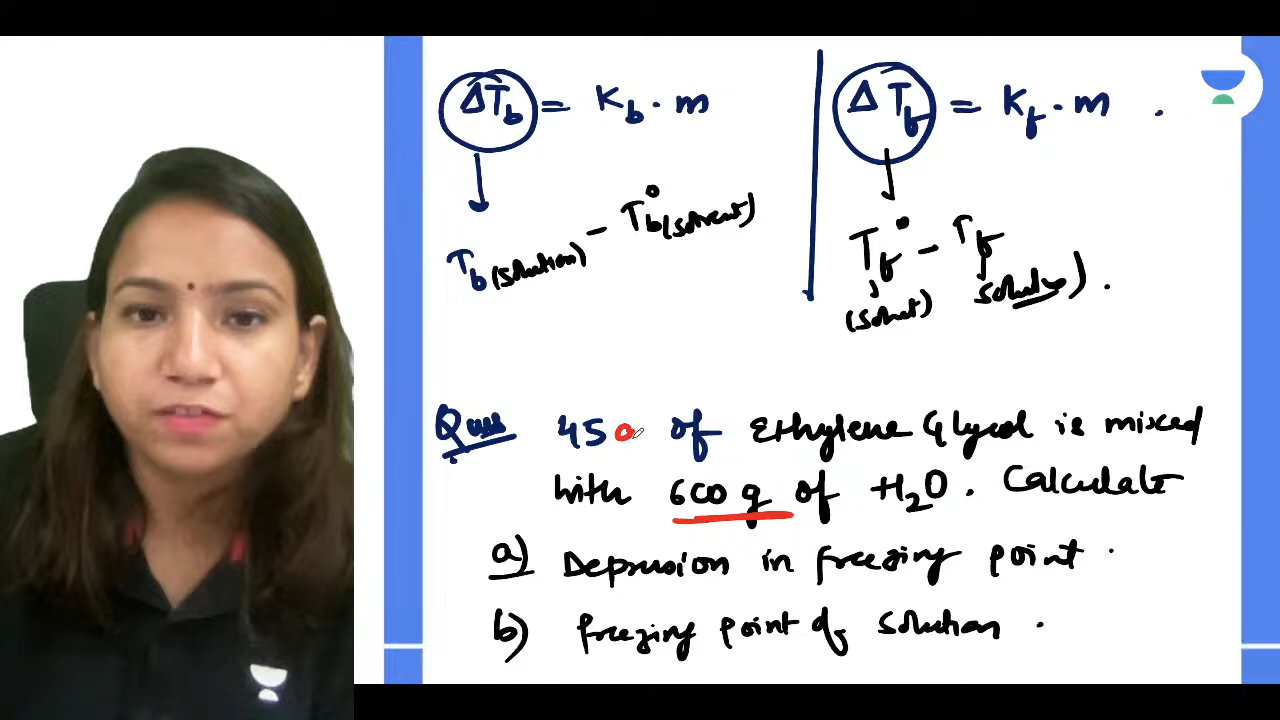 ΔTb = Kb · m
ΔTf = Kf · m .
Tb(solution) - T°b(solvent)
T°f - Tf
(solvent) solution) .
Ques 450 of Ethylene Glycol is mixed
with 600 g of H2O . Calculate
a) Depression in freezing point .
b) freezing point of solution .